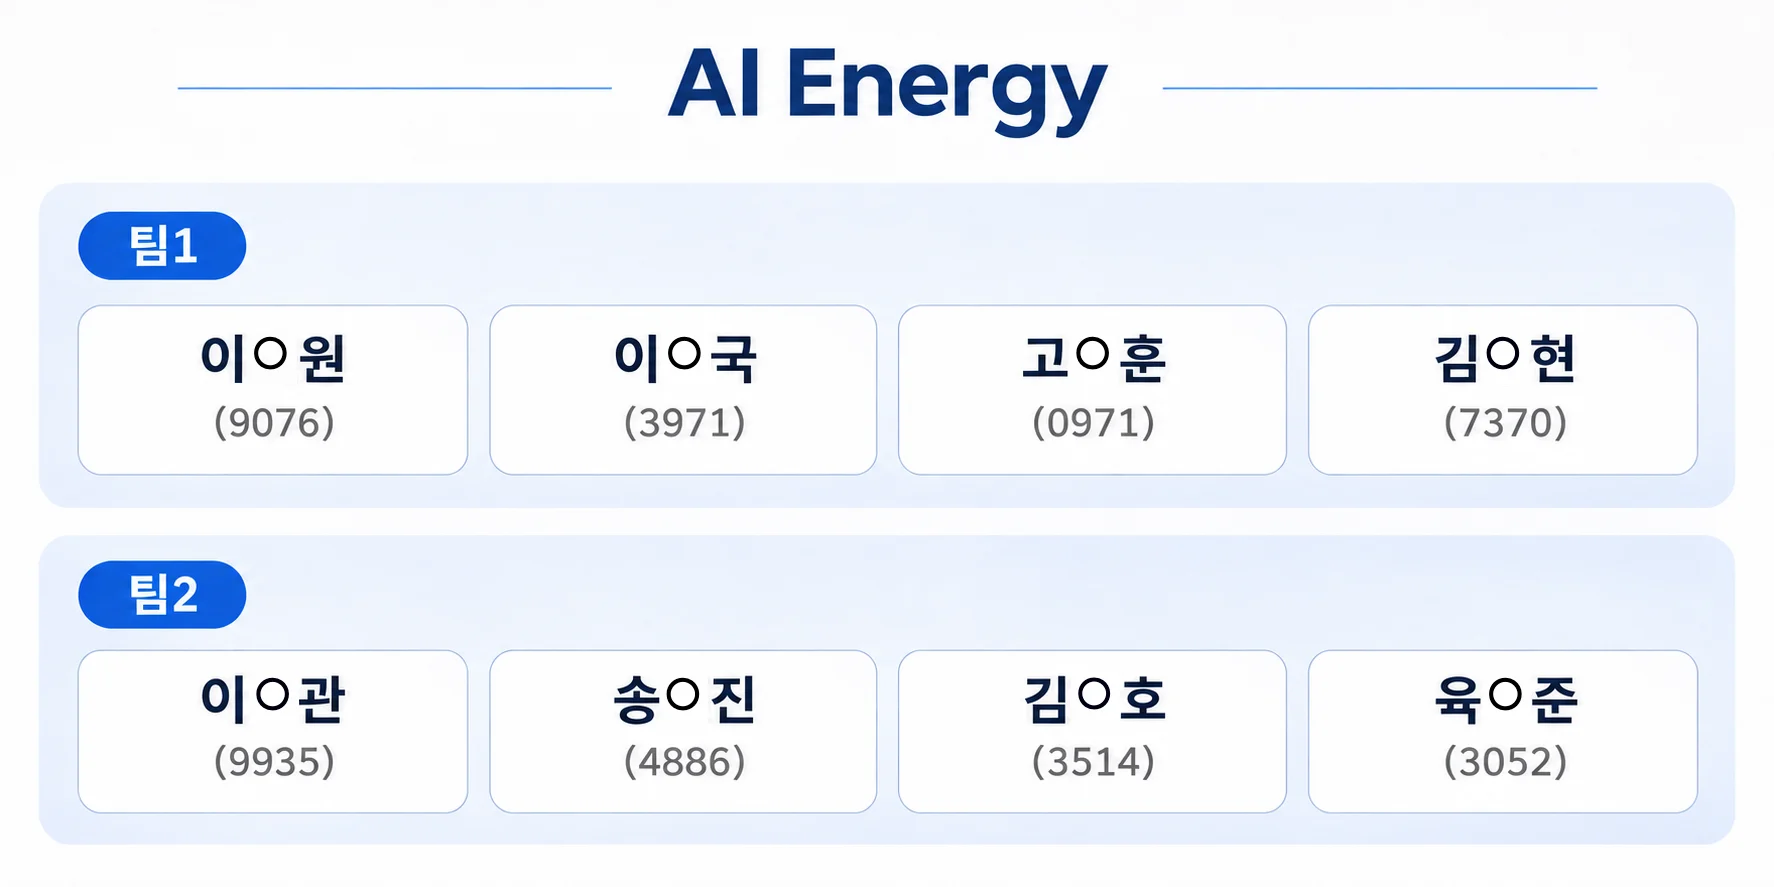 AI Energy
팀1
이○원 이○국 고○훈 김○현
(9076) (3971) (0971) (7370)
팀2
이○관 송○진 김○호 육○준
(9935) (4886) (3514) (3052)